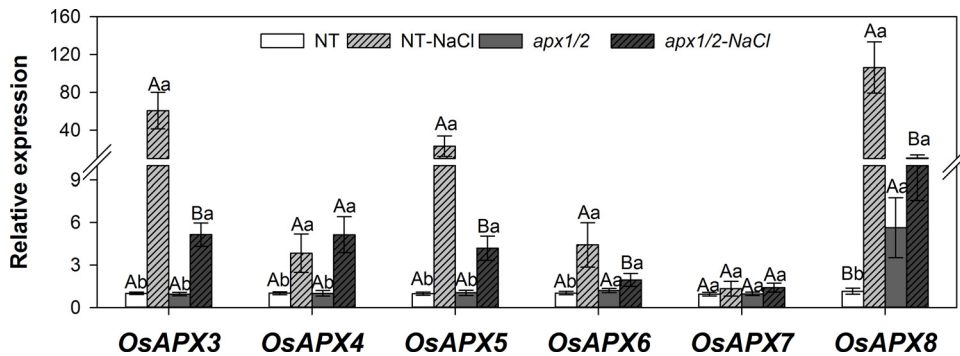 160
120
80
40
9
6
3
0
Relative expression
NT NT-NaCl apx1/2 apx1/2-NaCl
Ab Aa Ab Ba
Ab Aa Ab Aa
Ab Aa Ab Ba
Ab Aa Aa Ba
Aa Aa Aa Aa
Bb Aa Aa Ba
OsAPX3 OsAPX4 OsAPX5 OsAPX6 OsAPX7 OsAPX8